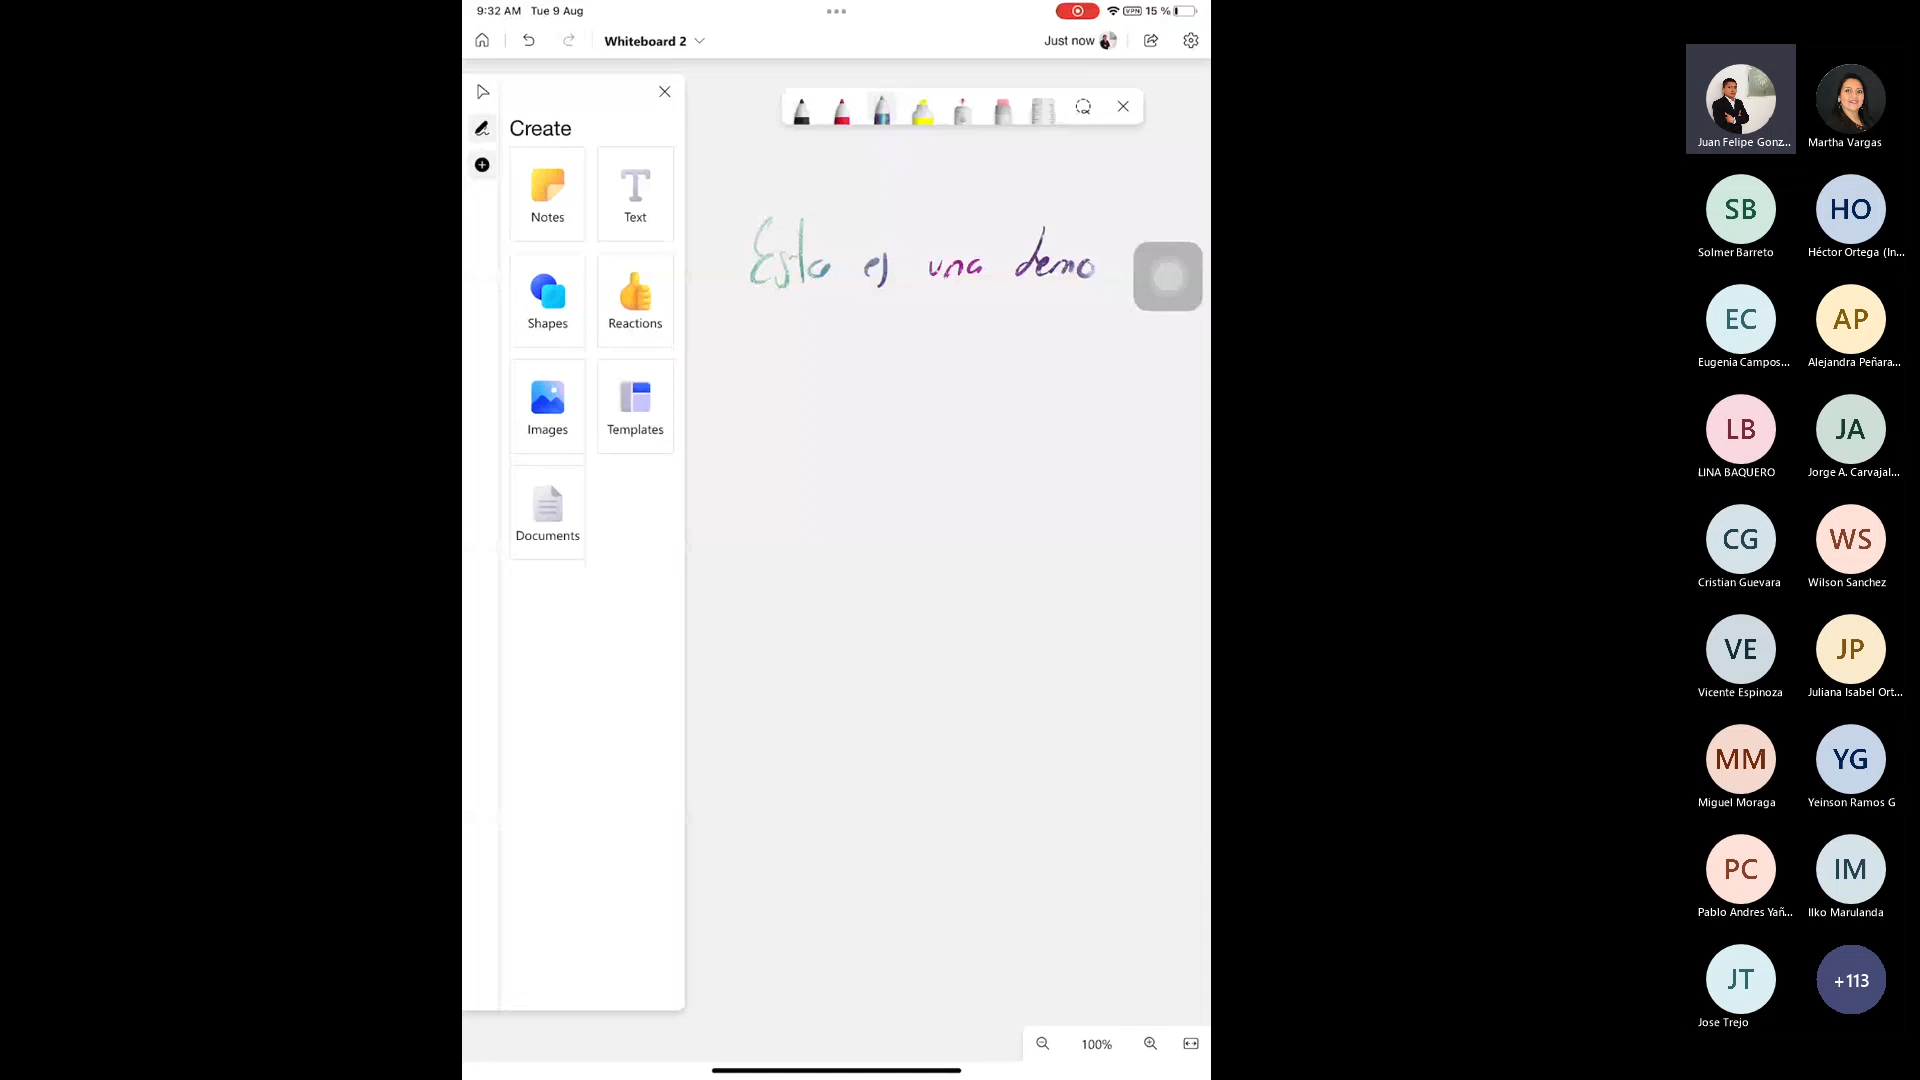 9:32 AM Tue 9 Aug
VPN 15 %
Whiteboard 2
Just now
Create
Notes
Text
Shapes
Reactions
Images
Templates
Documents
Esta es una demo
100%
Juan Felipe Gonz...
Martha Vargas
SB
HO
Solmer Barreto
Héctor Ortega (In...
EC
AP
Eugenia Campos...
Alejandra Peñara...
LB
JA
LINA BAQUERO
Jorge A. Carvajal...
CG
WS
Cristian Guevara
Wilson Sanchez
VE
JP
Vicente Espinoza
Juliana Isabel Ort...
MM
YG
Miguel Moraga
Yeinson Ramos G
PC
IM
Pablo Andres Yañ...
Ilko Marulanda
JT
+113
Jose Trejo